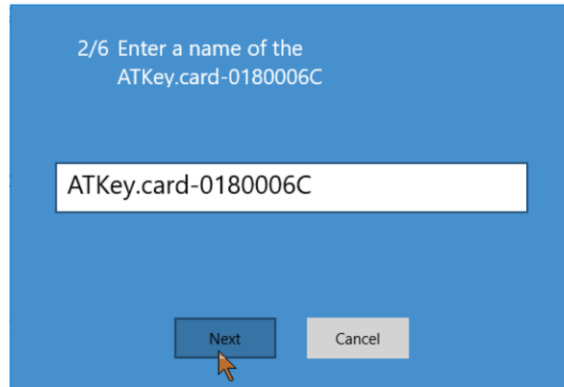 2/6 Enter a name of the
ATKey.card-0180006C
ATKey.card-0180006C
Next
Cancel